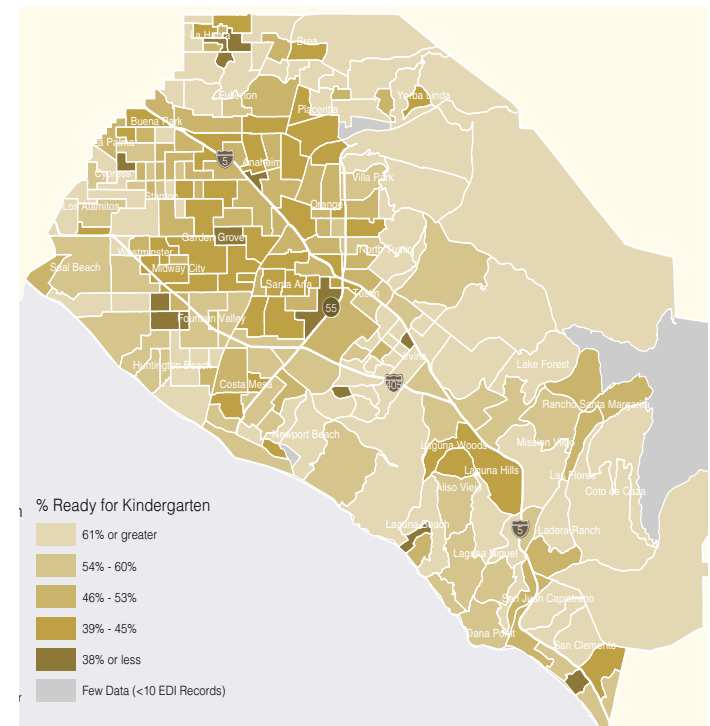 La Habra
Brea
Fullerton
Placentia
Yorba Linda
Buena Park
La Palma
5
Anaheim
Cypress
Villa Park
Stanton
Los Alamitos
Orange
Garden Grove
Westminster
North Tustin
Seal Beach
Midway City
Santa Ana
Tustin
55
Fountain Valley
Irvine
Huntington Beach
Lake Forest
Costa Mesa
405
Rancho Santa Margarita
Newport Beach
Laguna Woods
Mission Viejo
Laguna Hills
Las Flores
Aliso Viejo
Coto de Caza
% Ready for Kindergarten
61% or greater
Laguna Beach
5
Ladera Ranch
54% - 60%
Laguna Niguel
46% - 53%
San Juan Capistrano
39% - 45%
Dana Point
San Clemente
38% or less
Few Data (<10 EDI Records)